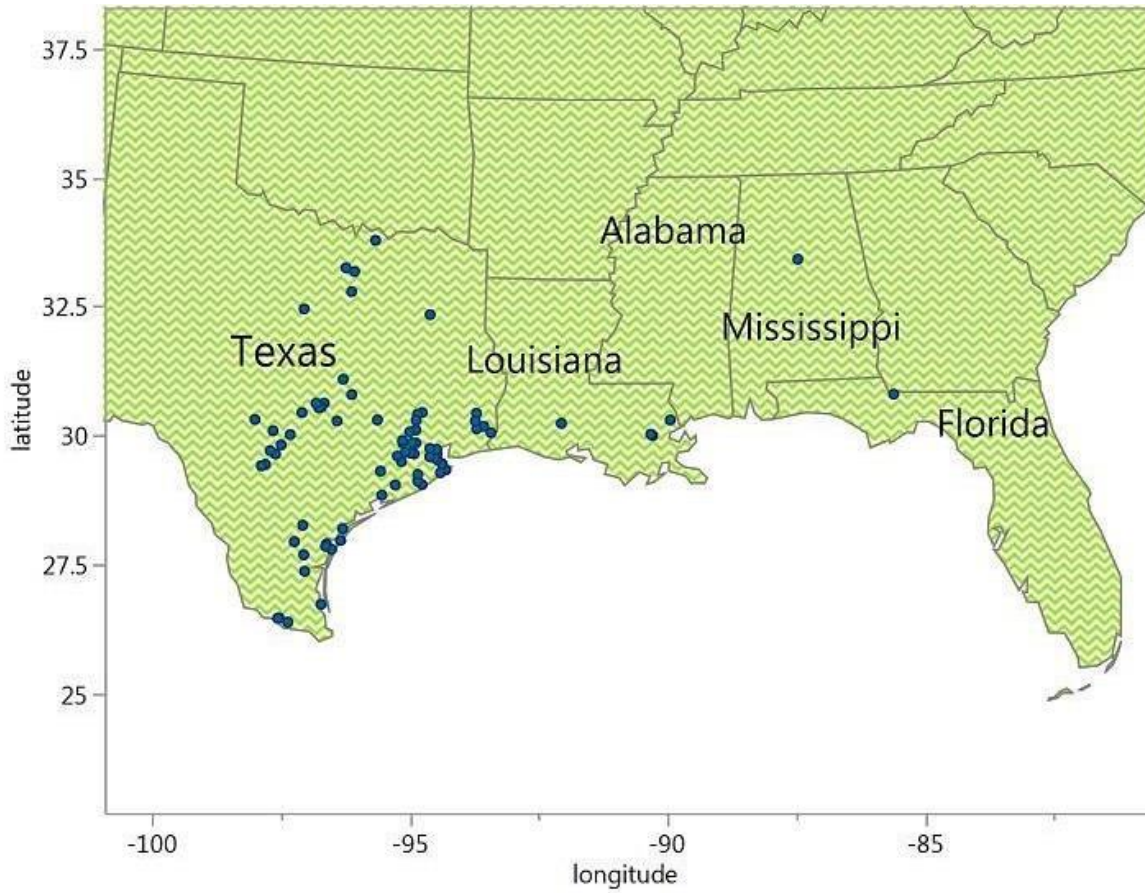 37.5
35
Alabama
32.5
Mississippi
Texas
Louisiana
latitude
30
Florida
27.5
25
-100
-95
-90
-85
longitude